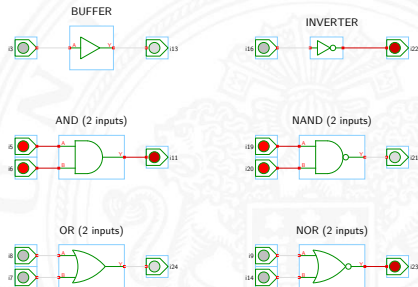 BUFFER
INVERTER
i3 A Y i13
i16 i22
AND (2 inputs)
NAND (2 inputs)
i5 A Y i11
i6 B
i19 A Y i21
i20 B
OR (2 inputs)
NOR (2 inputs)
i8 A Y i24
i7 B
i9 A Y i23
i14 B